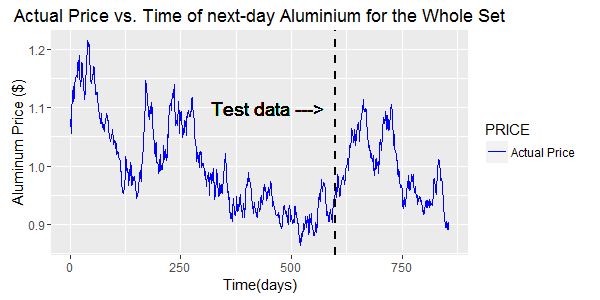 Actual Price vs. Time of next-day Aluminium for the Whole Set
Aluminum Price ($)
1.2
1.1
1.0
0.9
Test data --->
0
250
500
750
Time(days)
PRICE
Actual Price